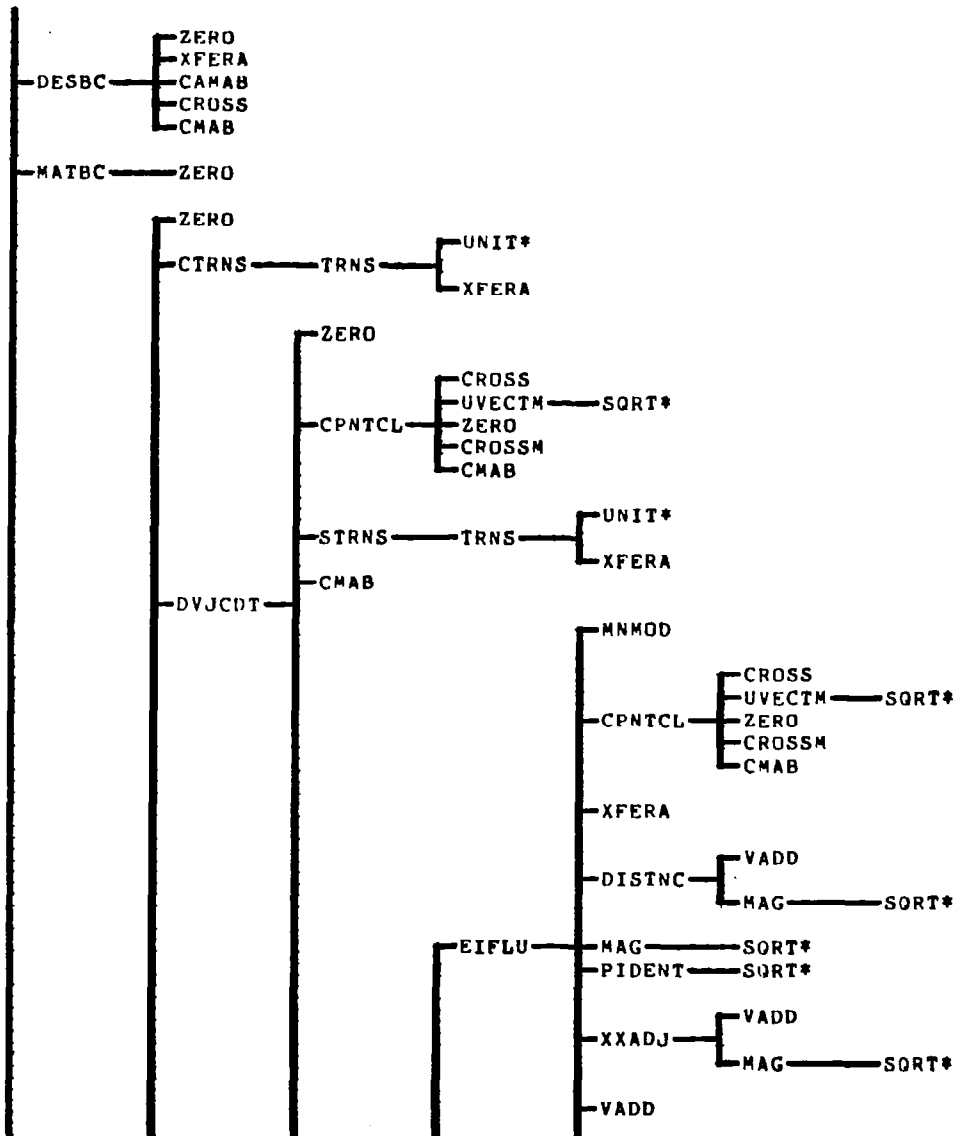 ZERO
XFERA
DESBC CAMAB
CROSS
CMAB
MATBC ZERO
ZERO
UNIT*
CTRNS TRNS
XFERA
ZERO
CROSS
UVECTM SQRT*
CPNTCL ZERO
CROSSM
CMAB
UNIT*
STRNS TRNS
XFERA
CMAB
DVJCDT
MNMOD
CROSS
UVECTM SQRT*
CPNTCL ZERO
CROSSM
CMAB
XFERA
VADD
DISTNC
MAG SQRT*
EIFLU MAG SQRT*
PIDENT SQRT*
VADD
XXADJ
MAG SQRT*
VADD